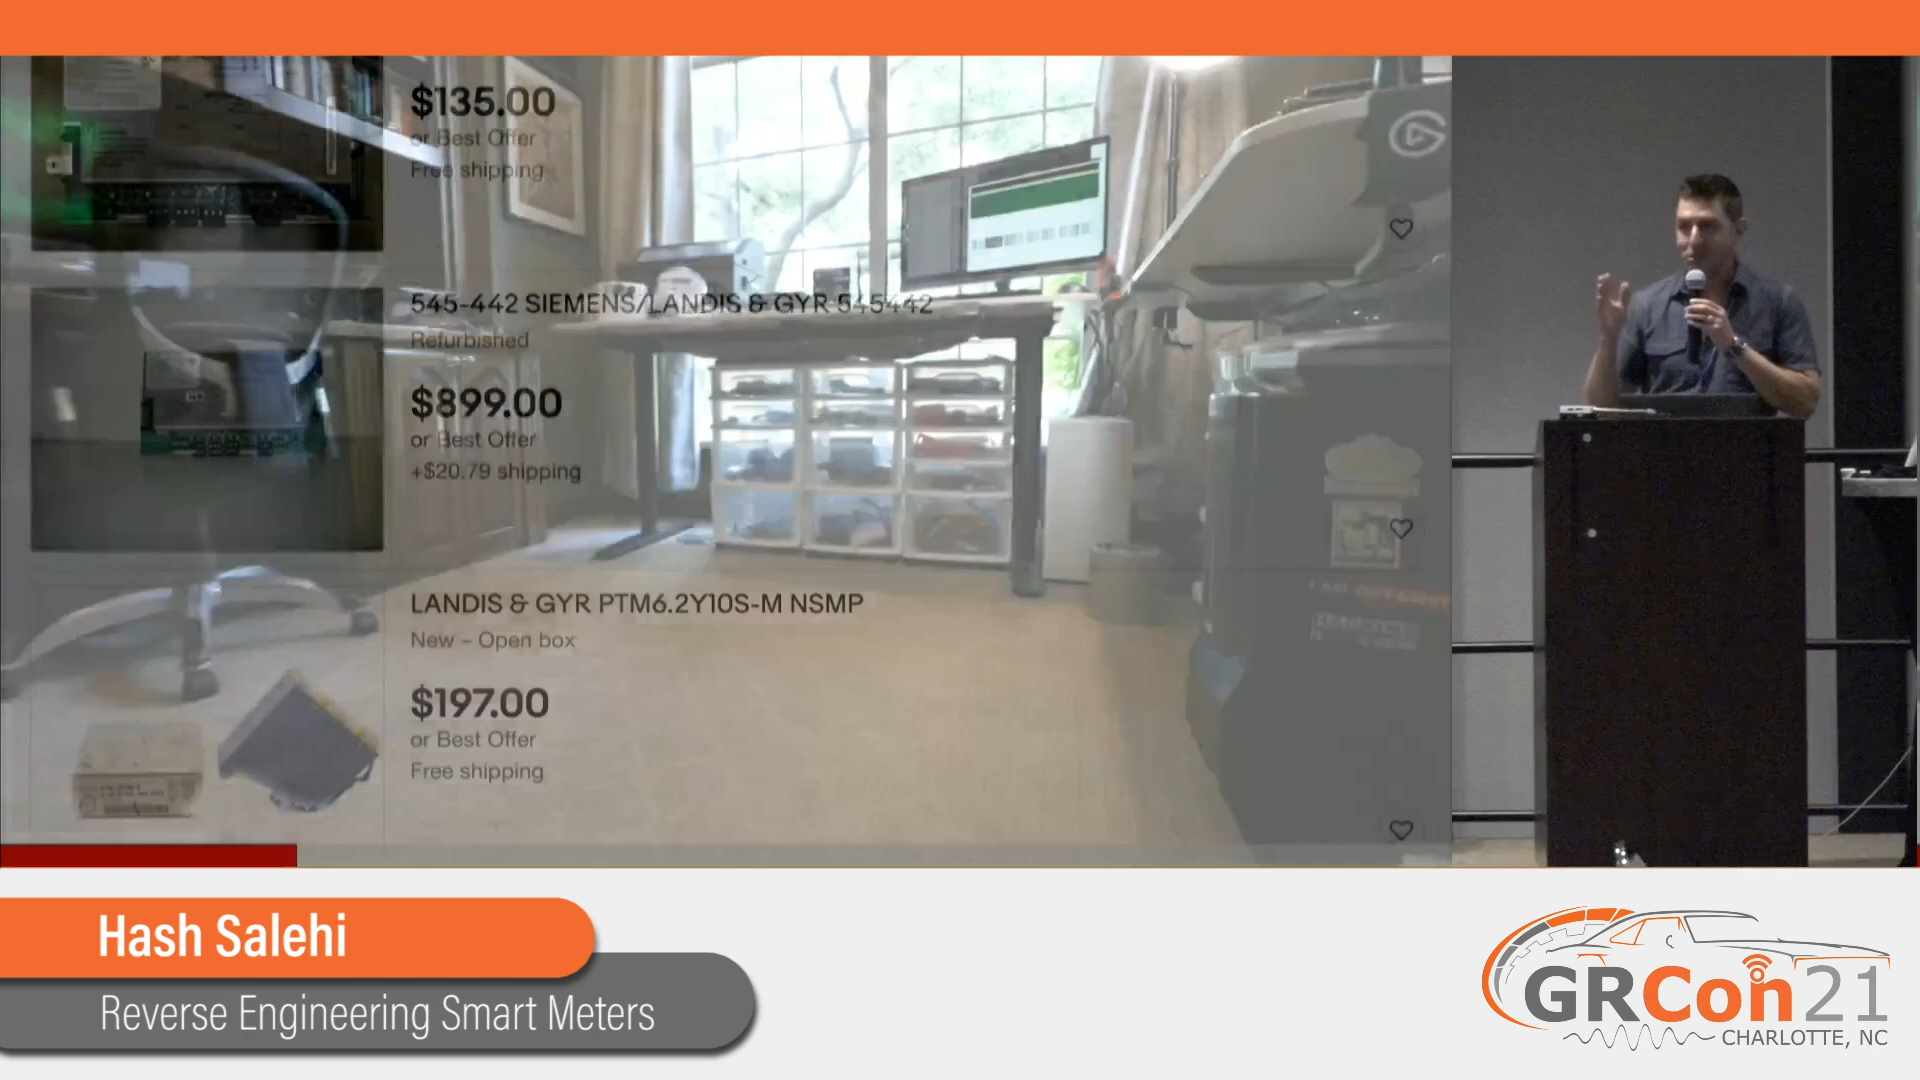 $135.00
or Best Offer
Free shipping
545-442 SIEMENS/LANDIS & GYR 545442
Refurbished
$899.00
or Best Offer
+$20.79 shipping
LANDIS & GYR PTM6.2Y10S-M NSMP
New – Open box
$197.00
or Best Offer
Free shipping
Hash Salehi
Reverse Engineering Smart Meters
GRCon21
CHARLOTTE, NC